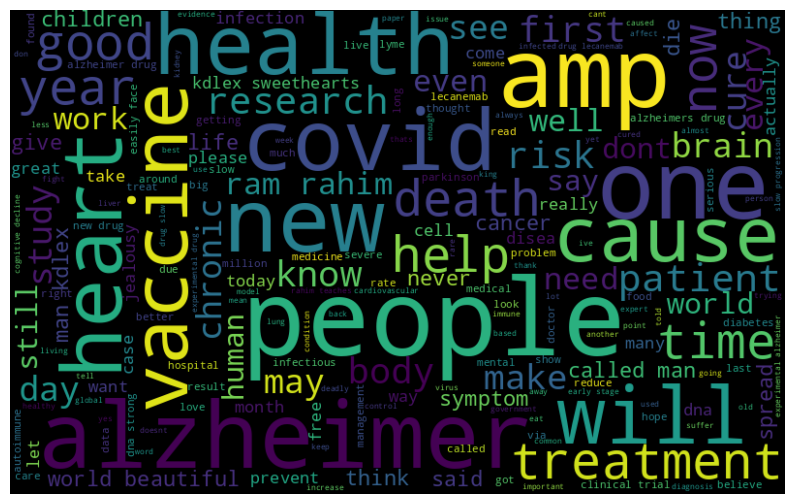 children
infection
good
health
see
first
thing
year
now
cure
every
die
come
even
amp
kdlex sweethearts
research
work
vaccine
life
covid
well
risk
dont
brain
give
please
great
take
ram rahim
death
say
one
heart
new
study
chronic
cancer
really
cause
help
know
need
patient
man kdlex
jealousy
today
never
cell
disea
people
world
time
still
human
body
make
many
called man
day
want
may
symptom
spread
case
hospital
infectious
way
will
last
dna
month
free
let
alzheimer
treatment
world beautiful
prevent
think
said
clinical trial
believe
autoimmune
care
dna strong
management
experimental drug
early stage
reduce
hope
suffer
via
got
diabetes
food
doctor
medical
look
mental
show
result
love
virus
condition
problem
severe
rate
medicine
million
cardiovascular
parkinson
lecanemab
alzheimers drug
alzheimer drug
drug lecanemab
slow progression
experimental alzheimer
cognitive decline
new drug
drug slow
easily face
actually
serious
someone
infected
affect
caused
issue
paper
live
lyme
long
thought
getting
found
evidence
kidney
less
best
around
use
slow
big
treat
liver
fight
due
better
right
living
tell
global
healthy
yes
data
word
doesnt
increase
keep
control
deadly
called
government
important
common
diagnosis
eat
old
used
away
going
told
trying
person
almost
cured
yet
always
read
week
much
king
enough
thats
cant
model
mean
lung
back
based
immune
another
point
expert
lot
thank
rare